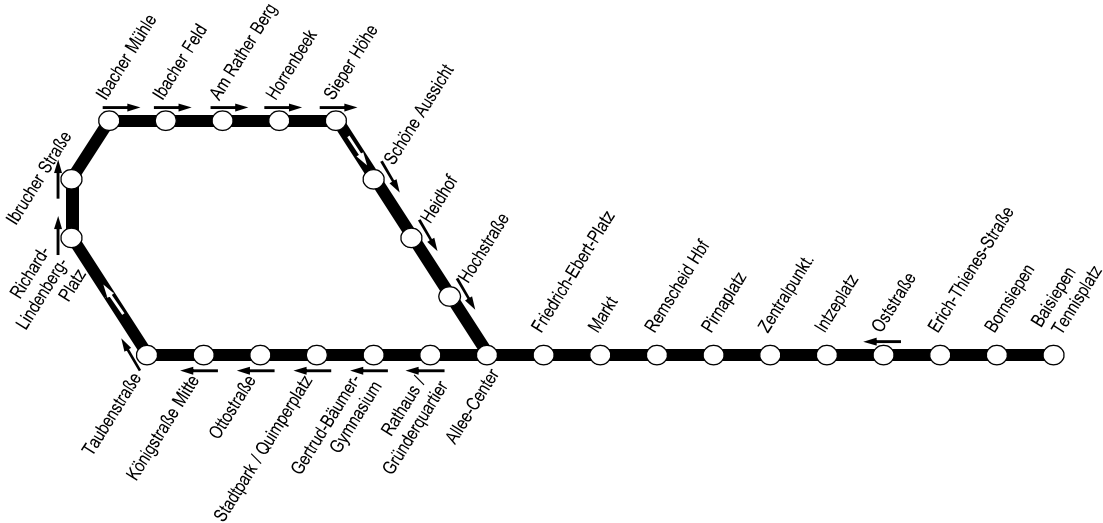 Ibacher Mühle
Ibacher Feld
Am Rather Berg
Horrenbeek
Sieper Höhe
Schöne Aussicht
Heidhof
Hochstraße
Ibrucher Straße
Richard-
Lindenberg-
Platz
Taubenstraße
Königstraße Mitte
Ottostraße
Stadtpark / Quimperplatz
Gertrud-Bäumer-
Gymnasium
Rathaus /
Gründerquartier
Allee-Center
Friedrich-Ebert-Platz
Markt
Remscheid Hbf
Pirnaplatz
Zentralpunkt.
Intzeplatz
Oststraße
Erich-Thienes-Straße
Bornsiepen
Baisiepen
Tennisplatz